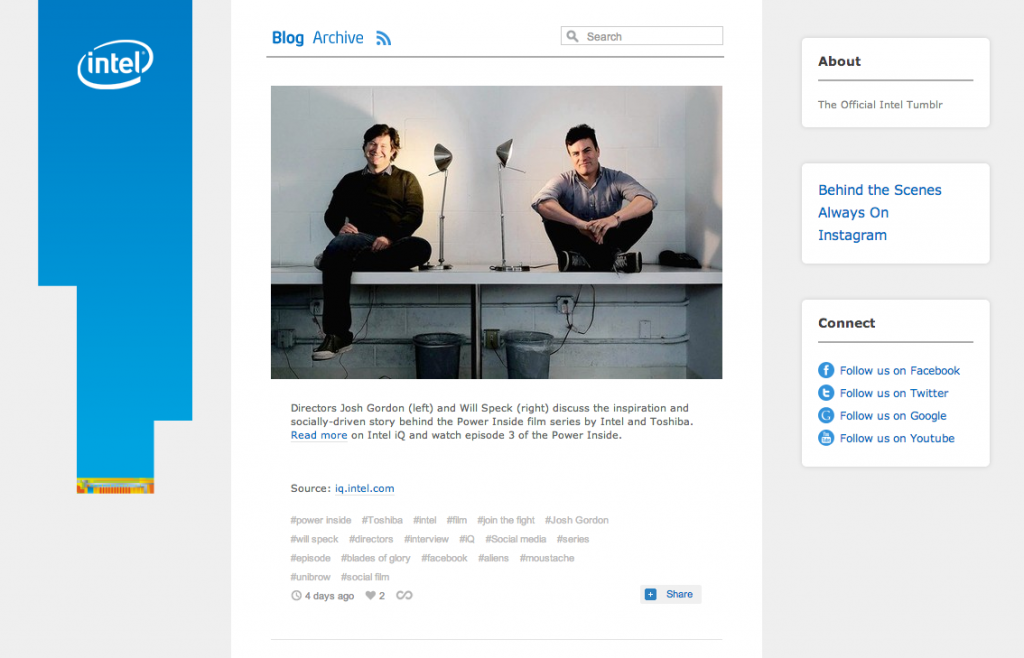 intel
Blog Archive
Search
Directors Josh Gordon (left) and Will Speck (right) discuss the inspiration and
socially-driven story behind the Power Inside film series by Intel and Toshiba.
Read more on Intel iQ and watch episode 3 of the Power Inside.
Source: iq.intel.com
#power inside #Toshiba #intel #film #join the fight #Josh Gordon
#will speck #directors #interview #iQ #Social media #series
#episode #blades of glory #facebook #aliens #moustache
#unibrow #social film
4 days ago 2
Share
About
The Official Intel Tumblr
Behind the Scenes
Always On
Instagram
Connect
Follow us on Facebook
Follow us on Twitter
Follow us on Google
Follow us on Youtube